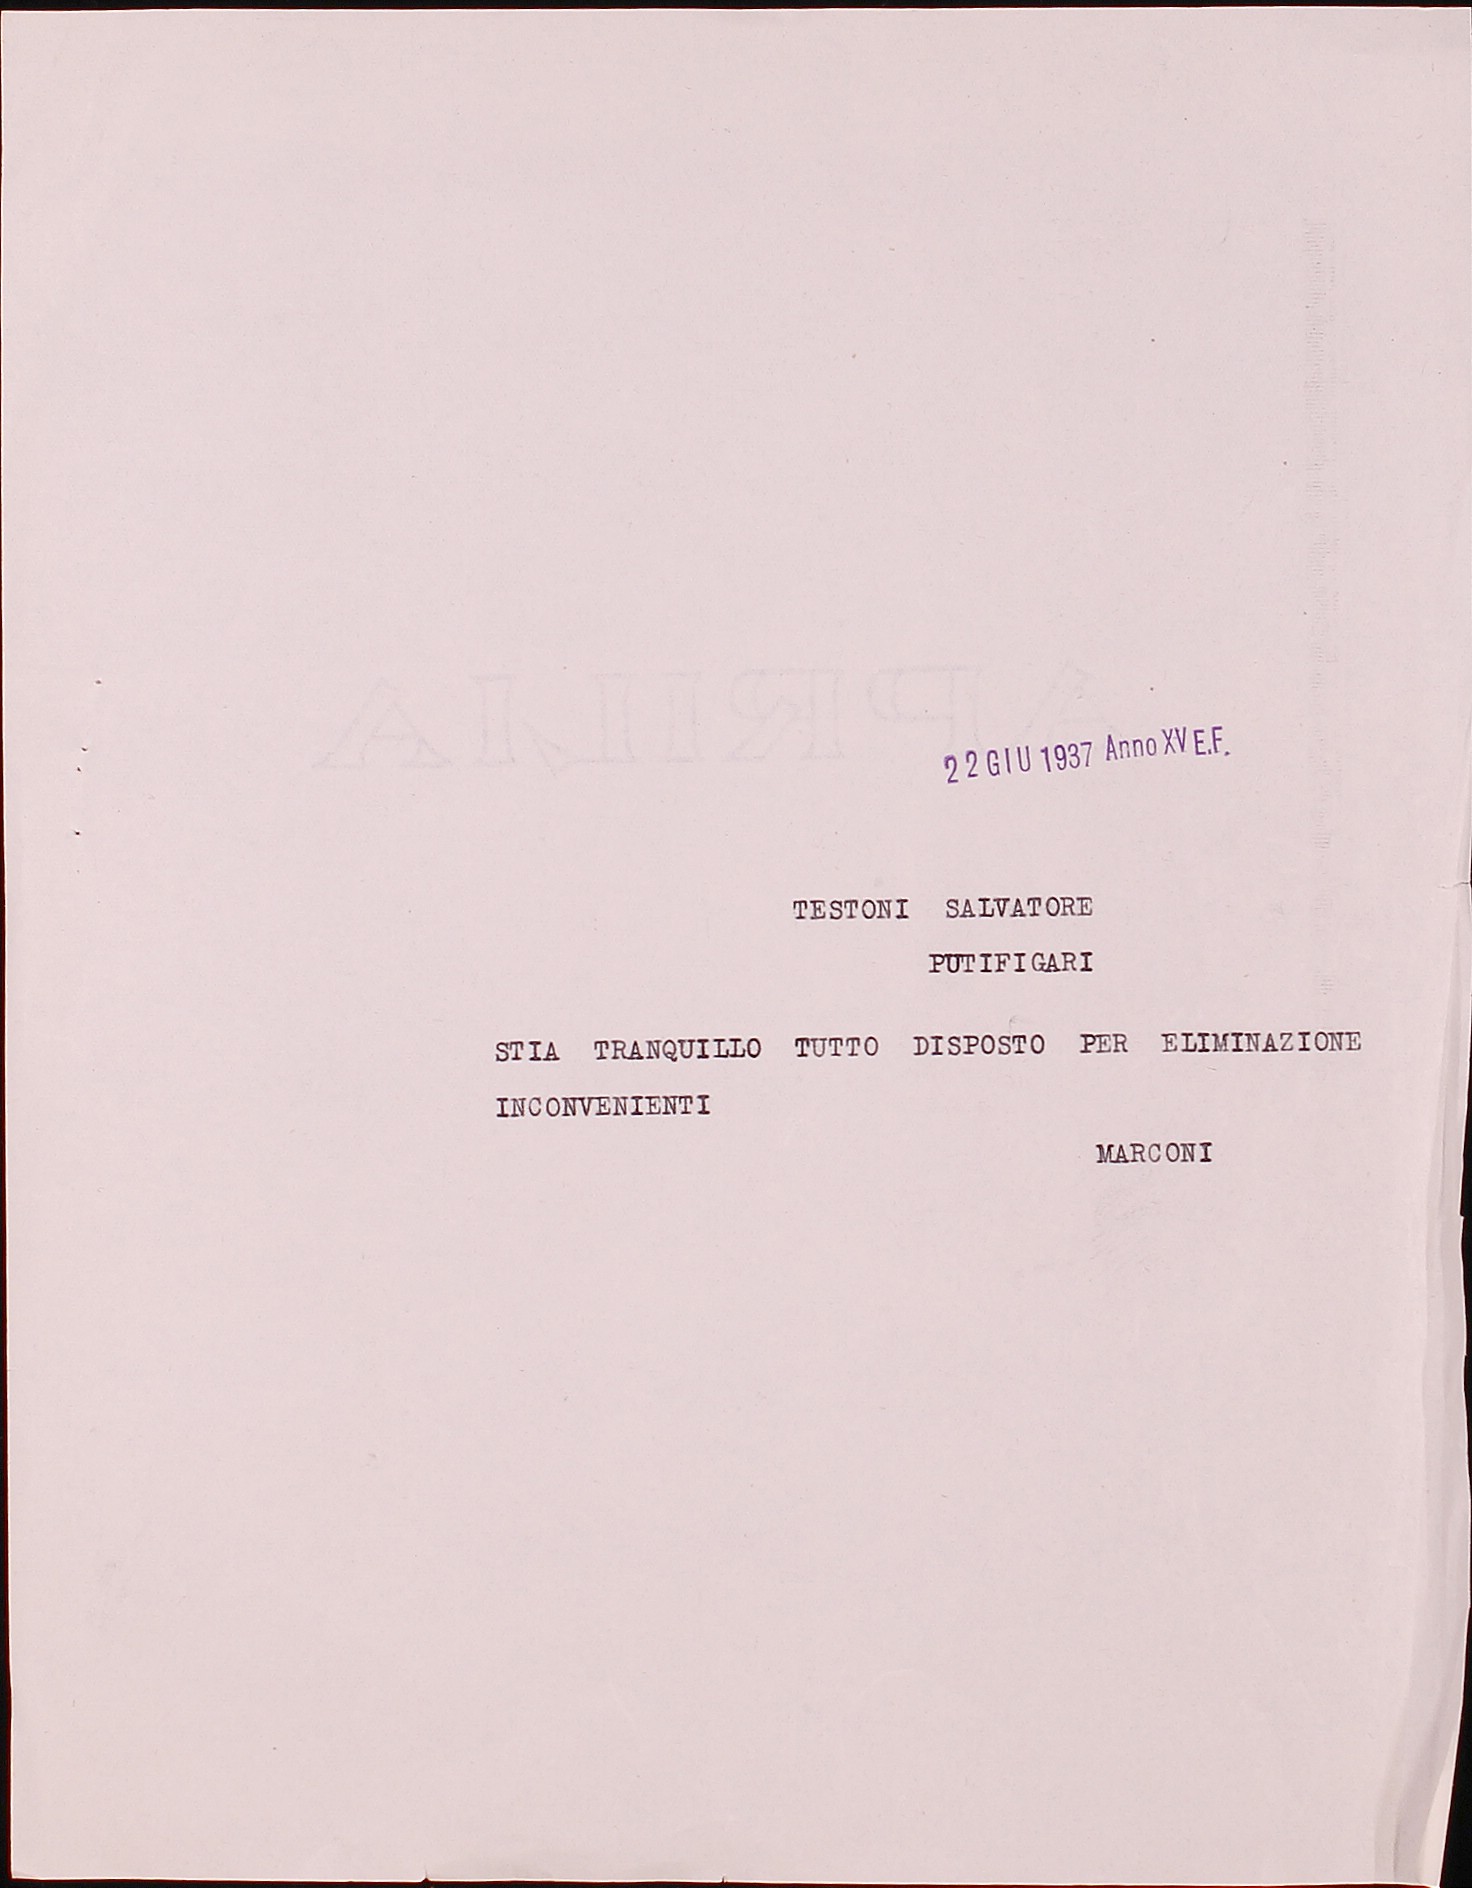 22 GIU 1937 Anno XV E.F.
TESTONI SALVATORE
PUTIFIGARI
STIA TRANQUILLO TUTTO DISPOSTO PER ELIMINAZIONE
INCONVENIENTI
MARCONI